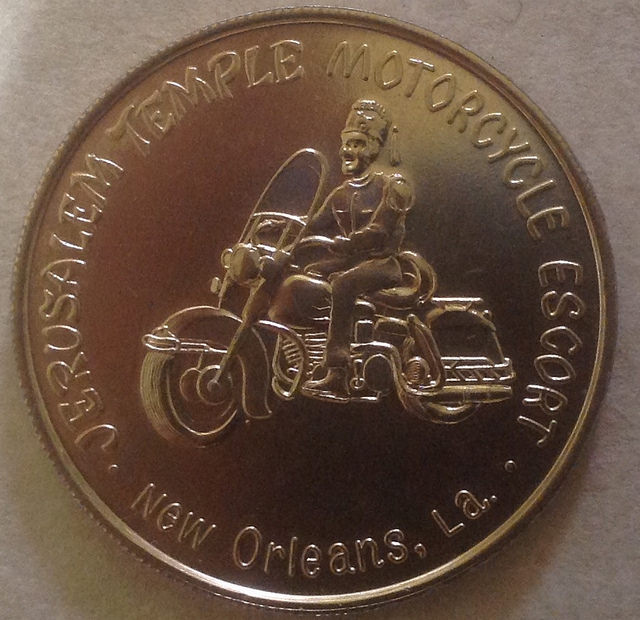 JERUSALEM TEMPLE MOTORCYCLE ESCORT
New Orleans, La.